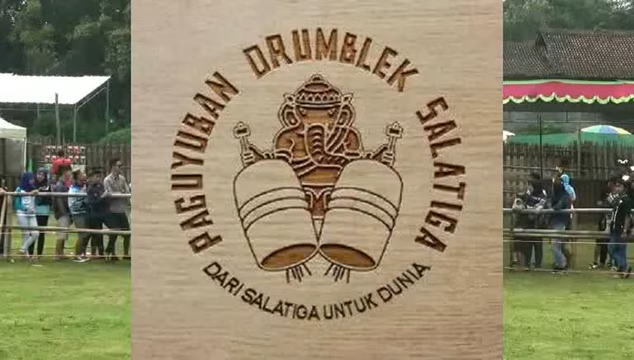 PAGUYUBAN DRUMBLEK SALATIGA
DARI SALATIGA UNTUK DUNIA